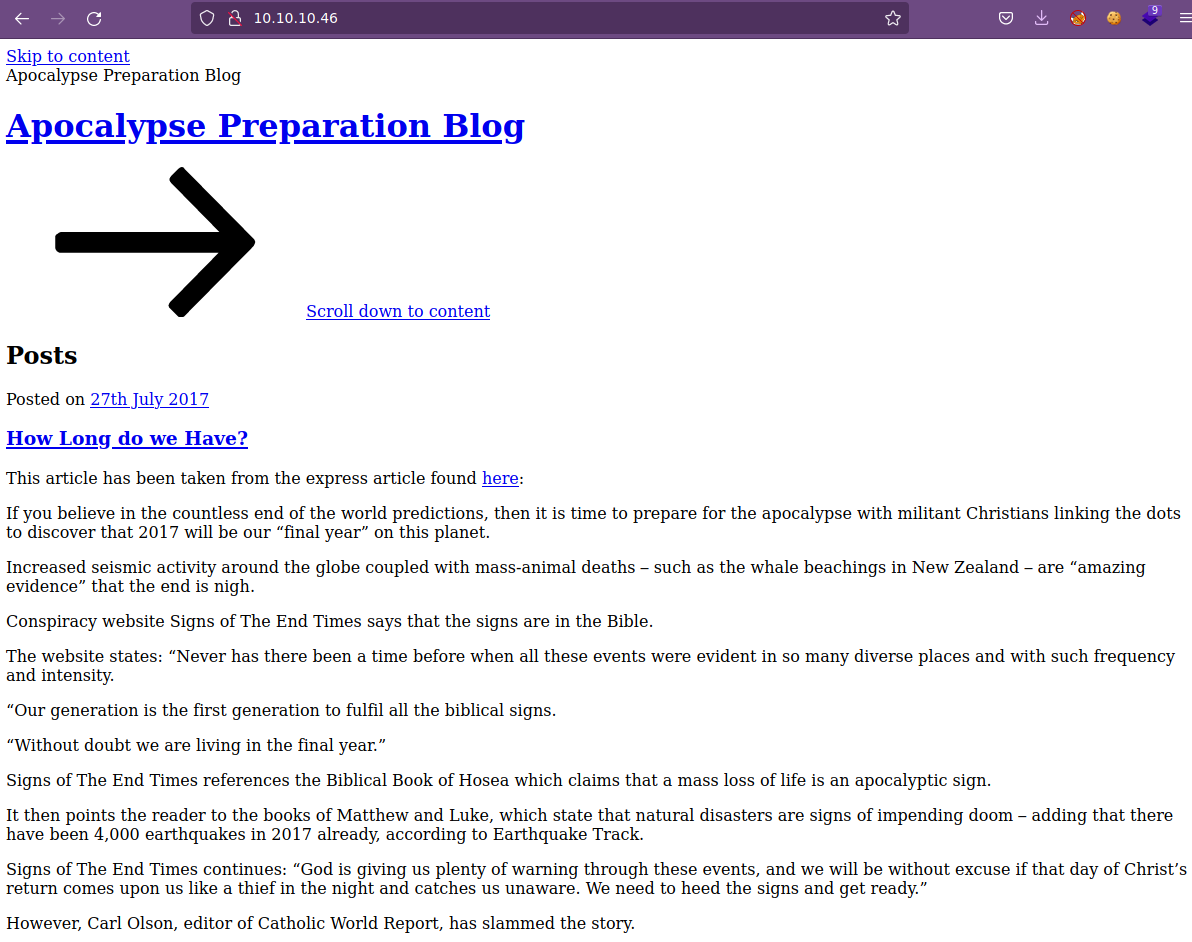 10.10.10.46
9
Skip to content
Apocalypse Preparation Blog
Apocalypse Preparation Blog
Scroll down to content
Posts
Posted on 27th July 2017
How Long do we Have?
This article has been taken from the express article found here:
If you believe in the countless end of the world predictions, then it is time to prepare for the apocalypse with militant Christians linking the dots
to discover that 2017 will be our “final year” on this planet.
Increased seismic activity around the globe coupled with mass-animal deaths – such as the whale beachings in New Zealand – are “amazing
evidence” that the end is nigh.
Conspiracy website Signs of The End Times says that the signs are in the Bible.
The website states: “Never has there been a time before when all these events were evident in so many diverse places and with such frequency
and intensity.
“Our generation is the first generation to fulfil all the biblical signs.
“Without doubt we are living in the final year.”
Signs of The End Times references the Biblical Book of Hosea which claims that a mass loss of life is an apocalyptic sign.
It then points the reader to the books of Matthew and Luke, which state that natural disasters are signs of impending doom – adding that there
have been 4,000 earthquakes in 2017 already, according to Earthquake Track.
Signs of The End Times continues: “God is giving us plenty of warning through these events, and we will be without excuse if that day of Christ’s
return comes upon us like a thief in the night and catches us unaware. We need to heed the signs and get ready.”
However, Carl Olson, editor of Catholic World Report, has slammed the story.